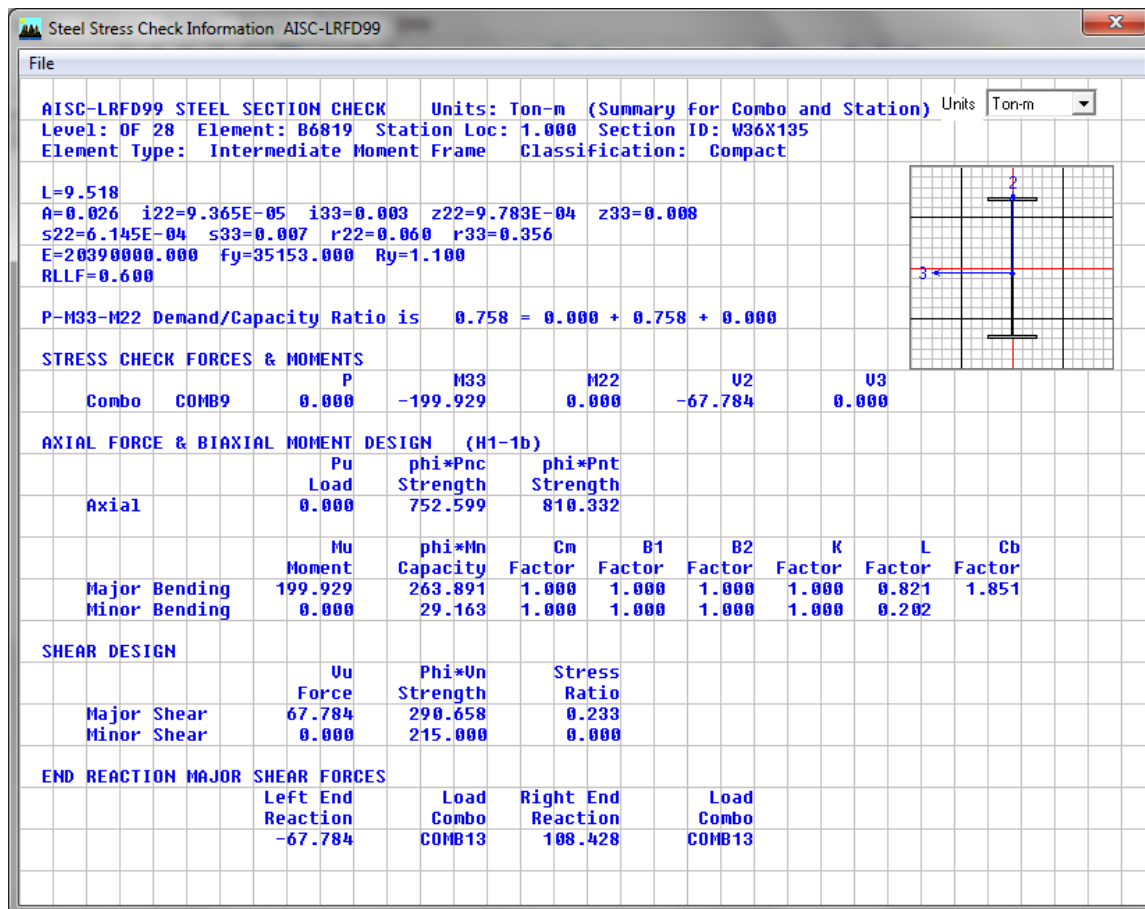 Steel Stress Check Information AISC-LRFD99
File
AISC-LRFD99 STEEL SECTION CHECK Units: Ton-m (Summary for Combo and Station) Units Ton-m
Level: OF 28 Element: B6819 Station Loc: 1.000 Section ID: W36X135
Element Type: Intermediate Moment Frame Classification: Compact
L=9.518
A=0.026 i22=9.365E-05 i33=0.003 z22=9.783E-04 z33=0.008
s22=6.145E-04 s33=0.007 r22=0.060 r33=0.356
E=20390000.000 fy=35153.000 Ry=1.100
RLLF=0.600
2
3
P-M33-M22 Demand/Capacity Ratio is 0.758 = 0.000 + 0.758 + 0.000
STRESS CHECK FORCES & MOMENTS
P M33 M22 V2 V3
Combo COMB9 0.000 -199.929 0.000 -67.784 0.000
AXIAL FORCE & BIAXIAL MOMENT DESIGN (H1-1b)
Pu phi*Pnc phi*Pnt
Load Strength Strength
Axial 0.000 752.599 810.332
Mu phi*Mn Cm B1 B2 K L Cb
Moment Capacity Factor Factor Factor Factor Factor Factor
Major Bending 199.929 263.891 1.000 1.000 1.000 1.000 0.821 1.851
Minor Bending 0.000 29.163 1.000 1.000 1.000 1.000 0.202
SHEAR DESIGN
Vu Phi*Vn Stress
Force Strength Ratio
Major Shear 67.784 290.658 0.233
Minor Shear 0.000 215.000 0.000
END REACTION MAJOR SHEAR FORCES
Left End Load Right End Load
Reaction Combo Reaction Combo
-67.784 COMB13 108.428 COMB13